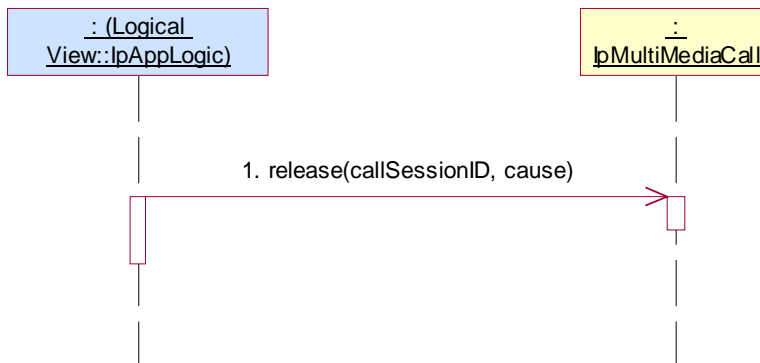 : (Logical
View::IpAppLogic)
:
IpMultiMediaCall
1. release(callSessionID, cause)